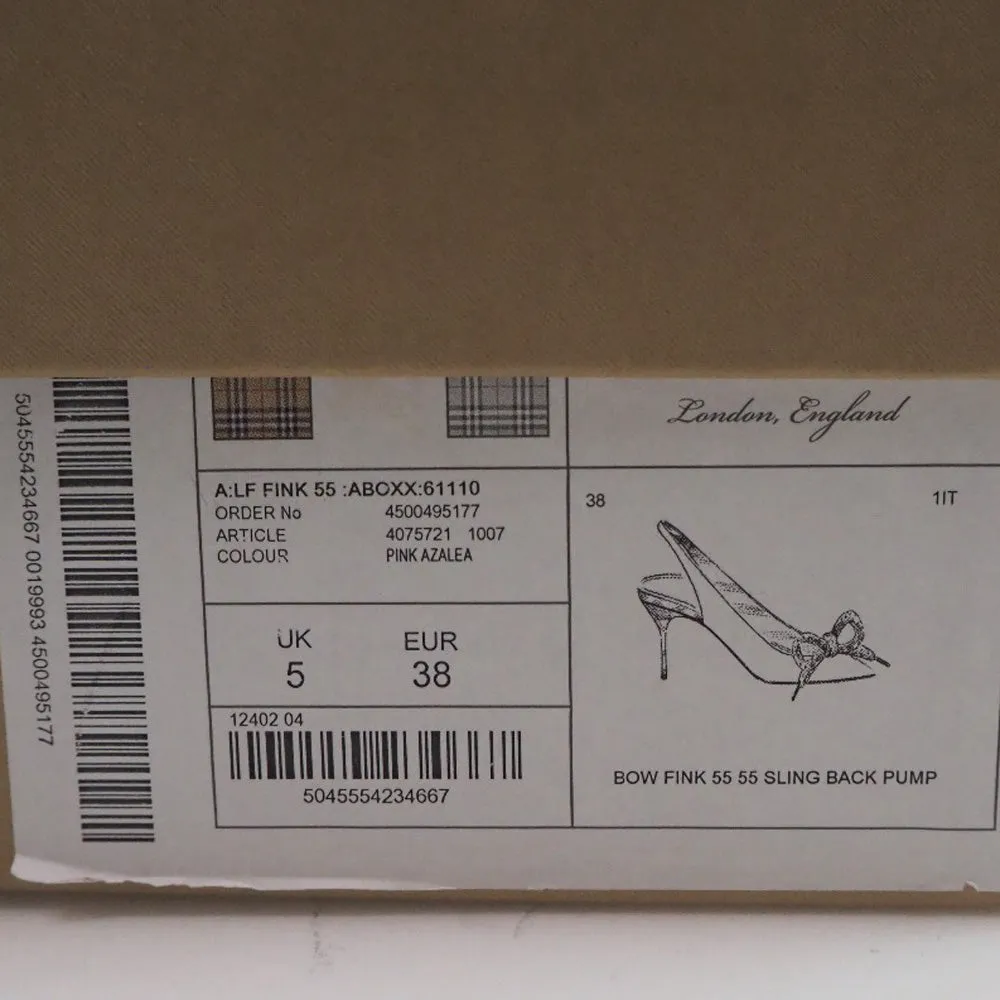 5045554234667 0019993 4500495177
A:LF FINK 55 :ABOXX:61110
ORDER No 4500495177
ARTICLE 4075721 1007
COLOUR PINK AZALEA
UK EUR
5 38
12402 04
5045554234667
London, England
38 1IT
BOW FINK 55 55 SLING BACK PUMP